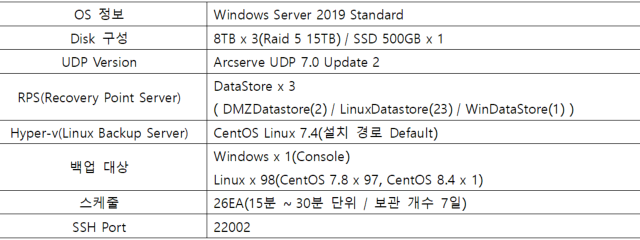 OS 정보 Windows Server 2019 Standard
Disk 구성 8TB x 3(Raid 5 15TB) / SSD 500GB x 1
UDP Version Arcserve UDP 7.0 Update 2
RPS(Recovery Point Server) DataStore x 3
( DMZDatastore(2) / LinuxDatastore(23) / WinDataStore(1) )
Hyper-v(Linux Backup Server) CentOS Linux 7.4(설치 경로 Default)
백업 대상 Windows x 1(Console)
Linux x 98(CentOS 7.8 x 97, CentOS 8.4 x 1)
스케줄 26EA(15분 ~ 30분 단위 / 보관 개수 7일)
SSH Port 22002